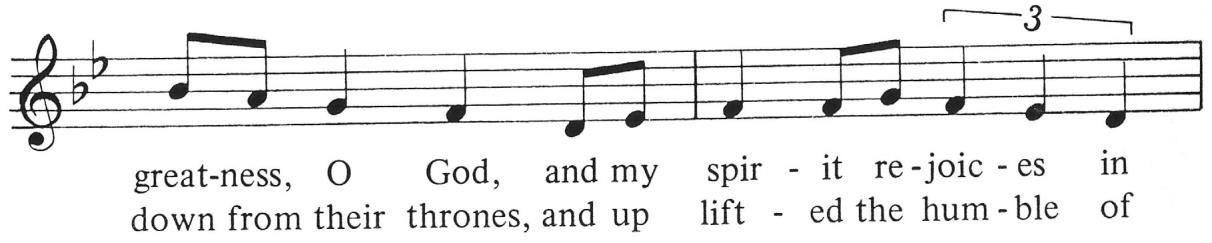 3
great-ness, O God, and my spir - it re - joic - es in
down from their thrones, and up lift - ed the hum - ble of